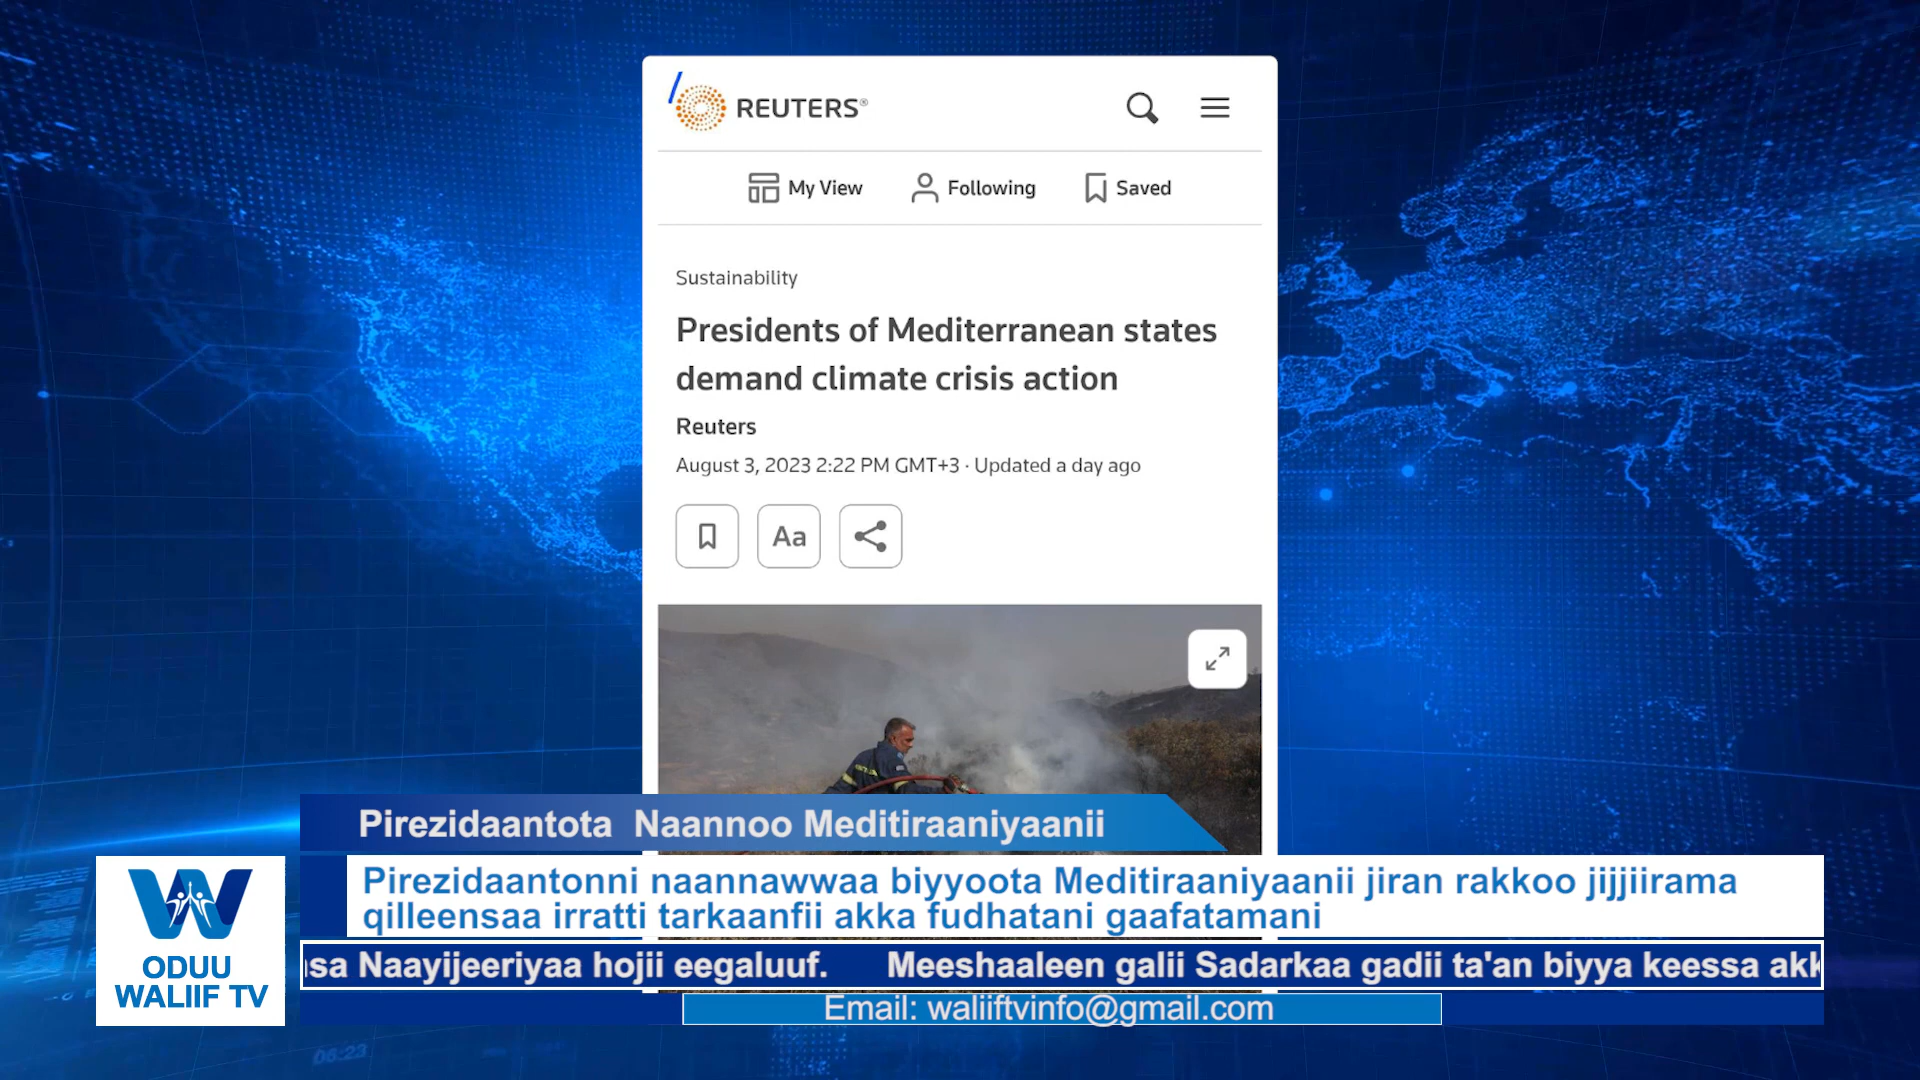 REUTERS®
My View
Following
Saved
Sustainability
Presidents of Mediterranean states
demand climate crisis action
Reuters
August 3, 2023 2:22 PM GMT+3 · Updated a day ago
Aa
Pirezidaantota Naannoo Meditiraaniyaanii
Pirezidaantonni naannawwaa biyyoota Meditiraaniyaanii jiran rakkoo jijjiirama
qilleensaa irratti tarkaanfii akka fudhatani gaafatamani
Naayijeeriyaa hojii eegaluuf. Meeshaaleen galii Sadarkaa gadii ta'an biyya keessa
Email: waliiftvinfo@gmail.com
ODUU
WALIIF TV
06:23